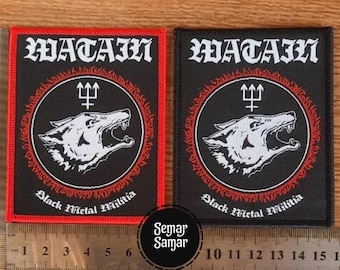 WATAIN
WATAIN
Black Metal Militia
Black Metal Militia
Semar
Samar
1 2 3 4 5 6 7 8 9 10 11 12 13 14 15